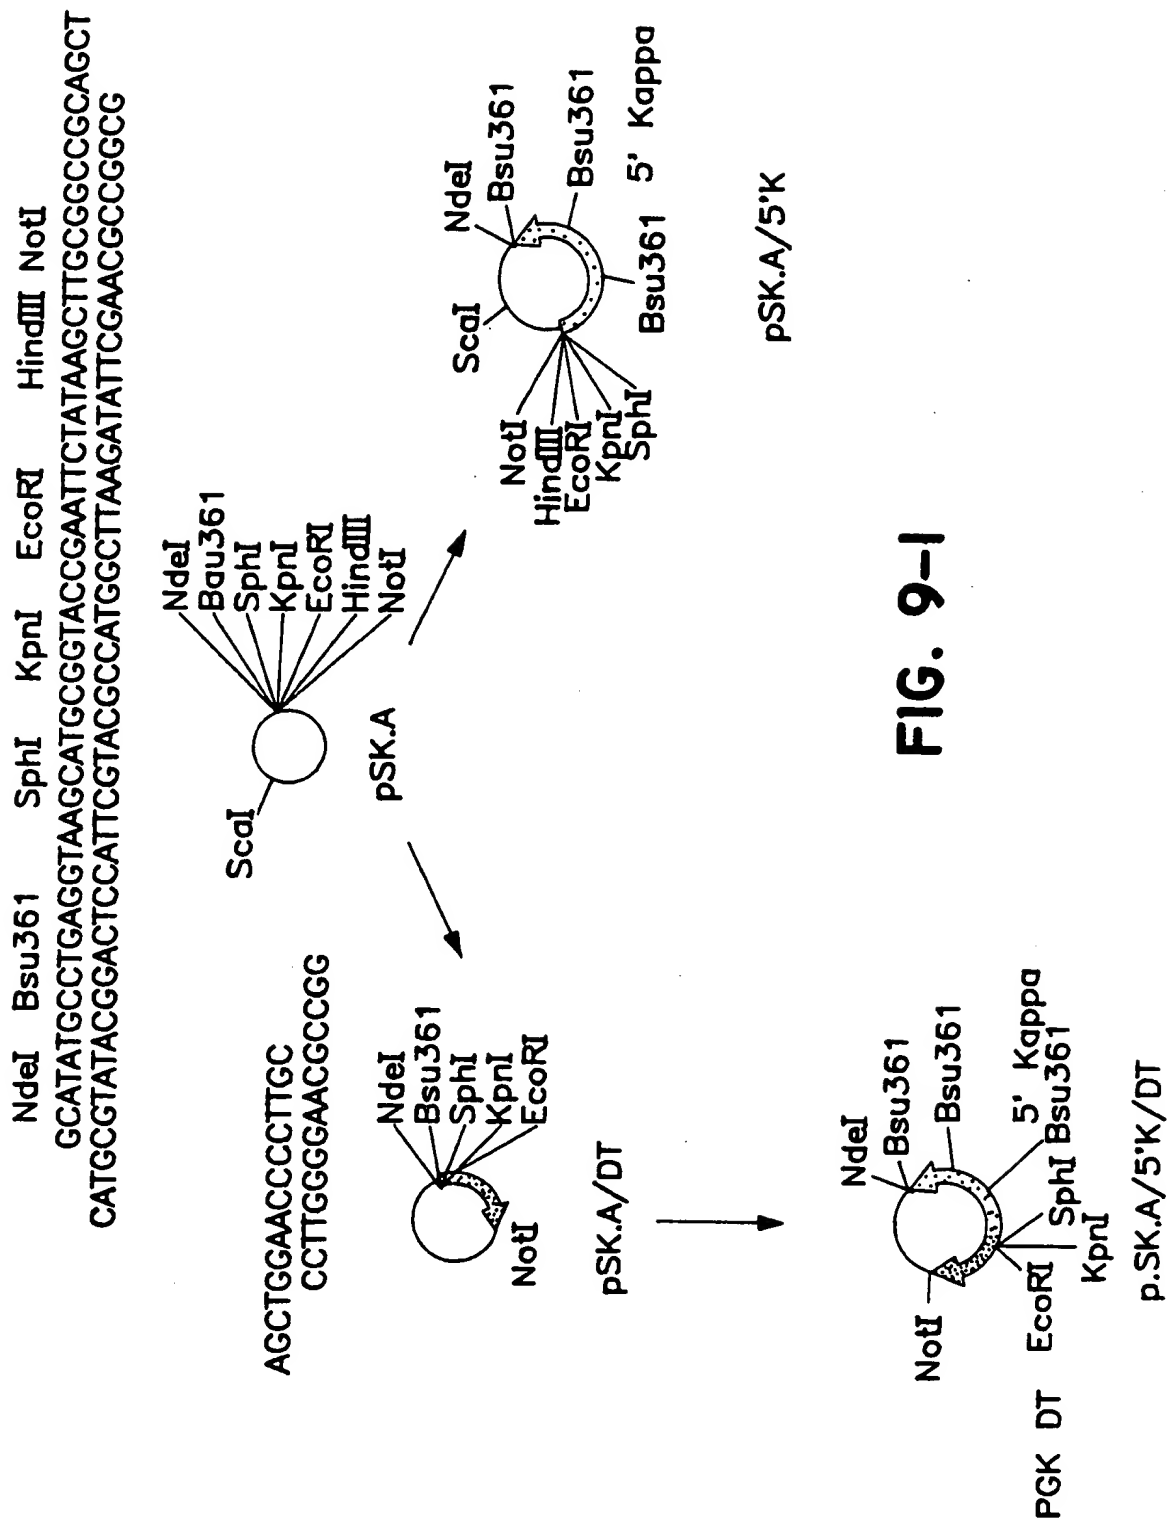 NdeI Bsu361 SphI KpnI EcoRI HindIII NotI
GCATATGCCTGAGGTAAGCATGCGGTACCGAATTCTATAAGCTTGCGGCCGCAGCT
CATGCGTATACGGACTCCATTCGTACGCCATGGCTTAAGATATTCGAACGCCGGCG
ScaI
NdeI
Bau361
SphI
KpnI
EcoRI
HindIII
NotI
pSK.A
AGCTGGAACCCCTTGC
CCTTGGGGAACGCCGG
NdeI
Bsu361
SphI
KpnI
EcoRI
NotI
pSK.A/DT
ScaI
NdeI
Bsu361
Bsu361
Bsu361 5' Kappa
NotI
HindIII
EcoRI
KpnI
SphI
pSK.A/5'K
NdeI
Bsu361
Bsu361
5' Kappa
Bsu361
SphI
KpnI
EcoRI
NotI
PGK DT
p.SK.A/5'K/DT
FIG. 9-1